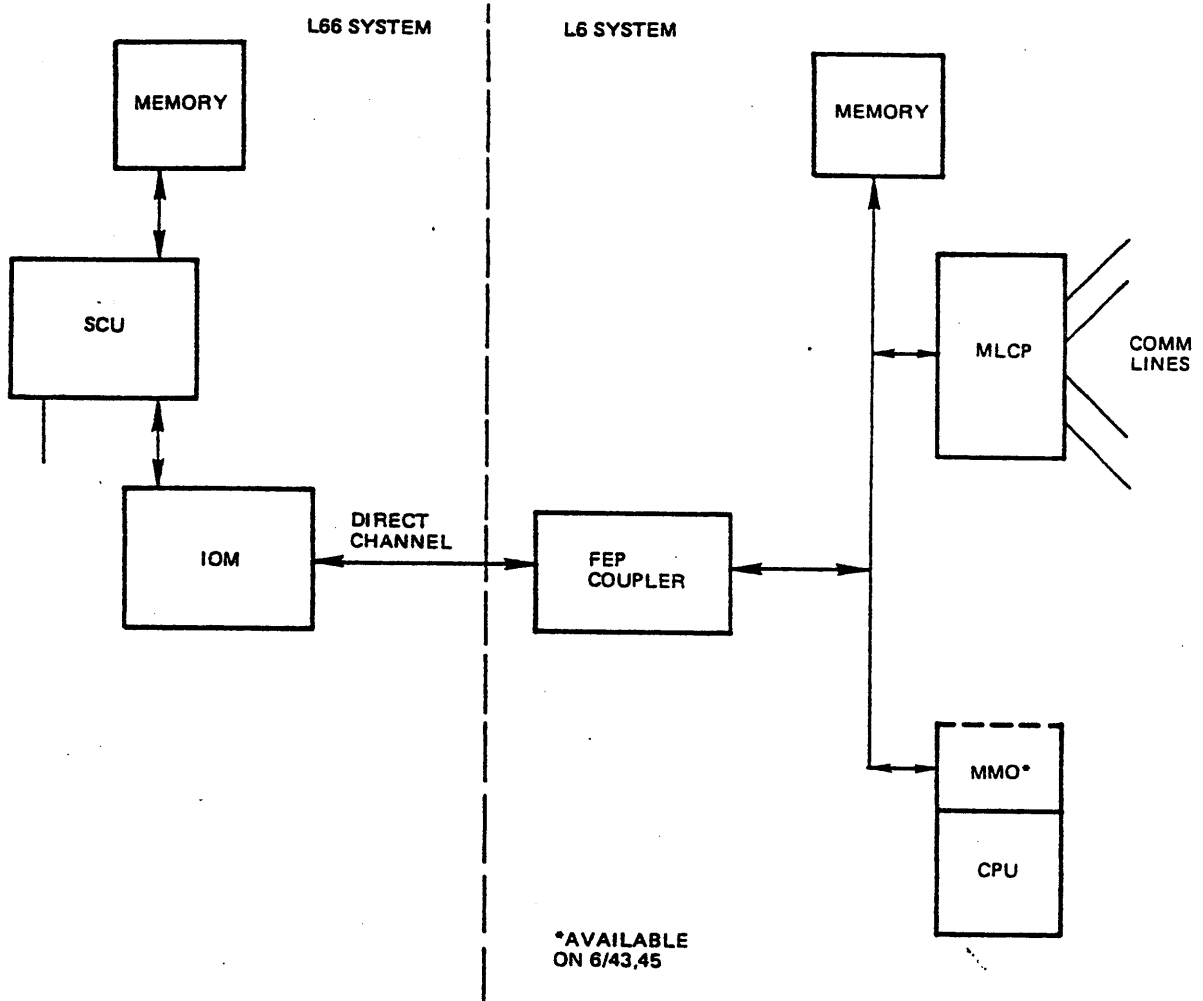 L66 SYSTEM
L6 SYSTEM
MEMORY
MEMORY
SCU
MLCP
COMM
LINES
DIRECT
CHANNEL
IOM
FEP
COUPLER
MMO*
CPU
*AVAILABLE
ON 6/43,45